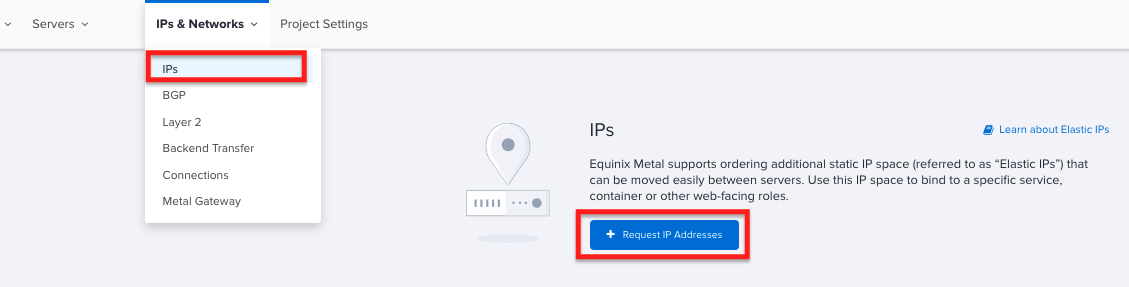 Servers
IPs & Networks
Project Settings
IPs
BGP
Layer 2
Backend Transfer
Connections
Metal Gateway
IPs
Learn about Elastic IPs
Equinix Metal supports ordering additional static IP space (referred to as “Elastic IPs”) that
can be moved easily between servers. Use this IP space to bind to a specific service,
container or other web-facing roles.
+ Request IP Addresses